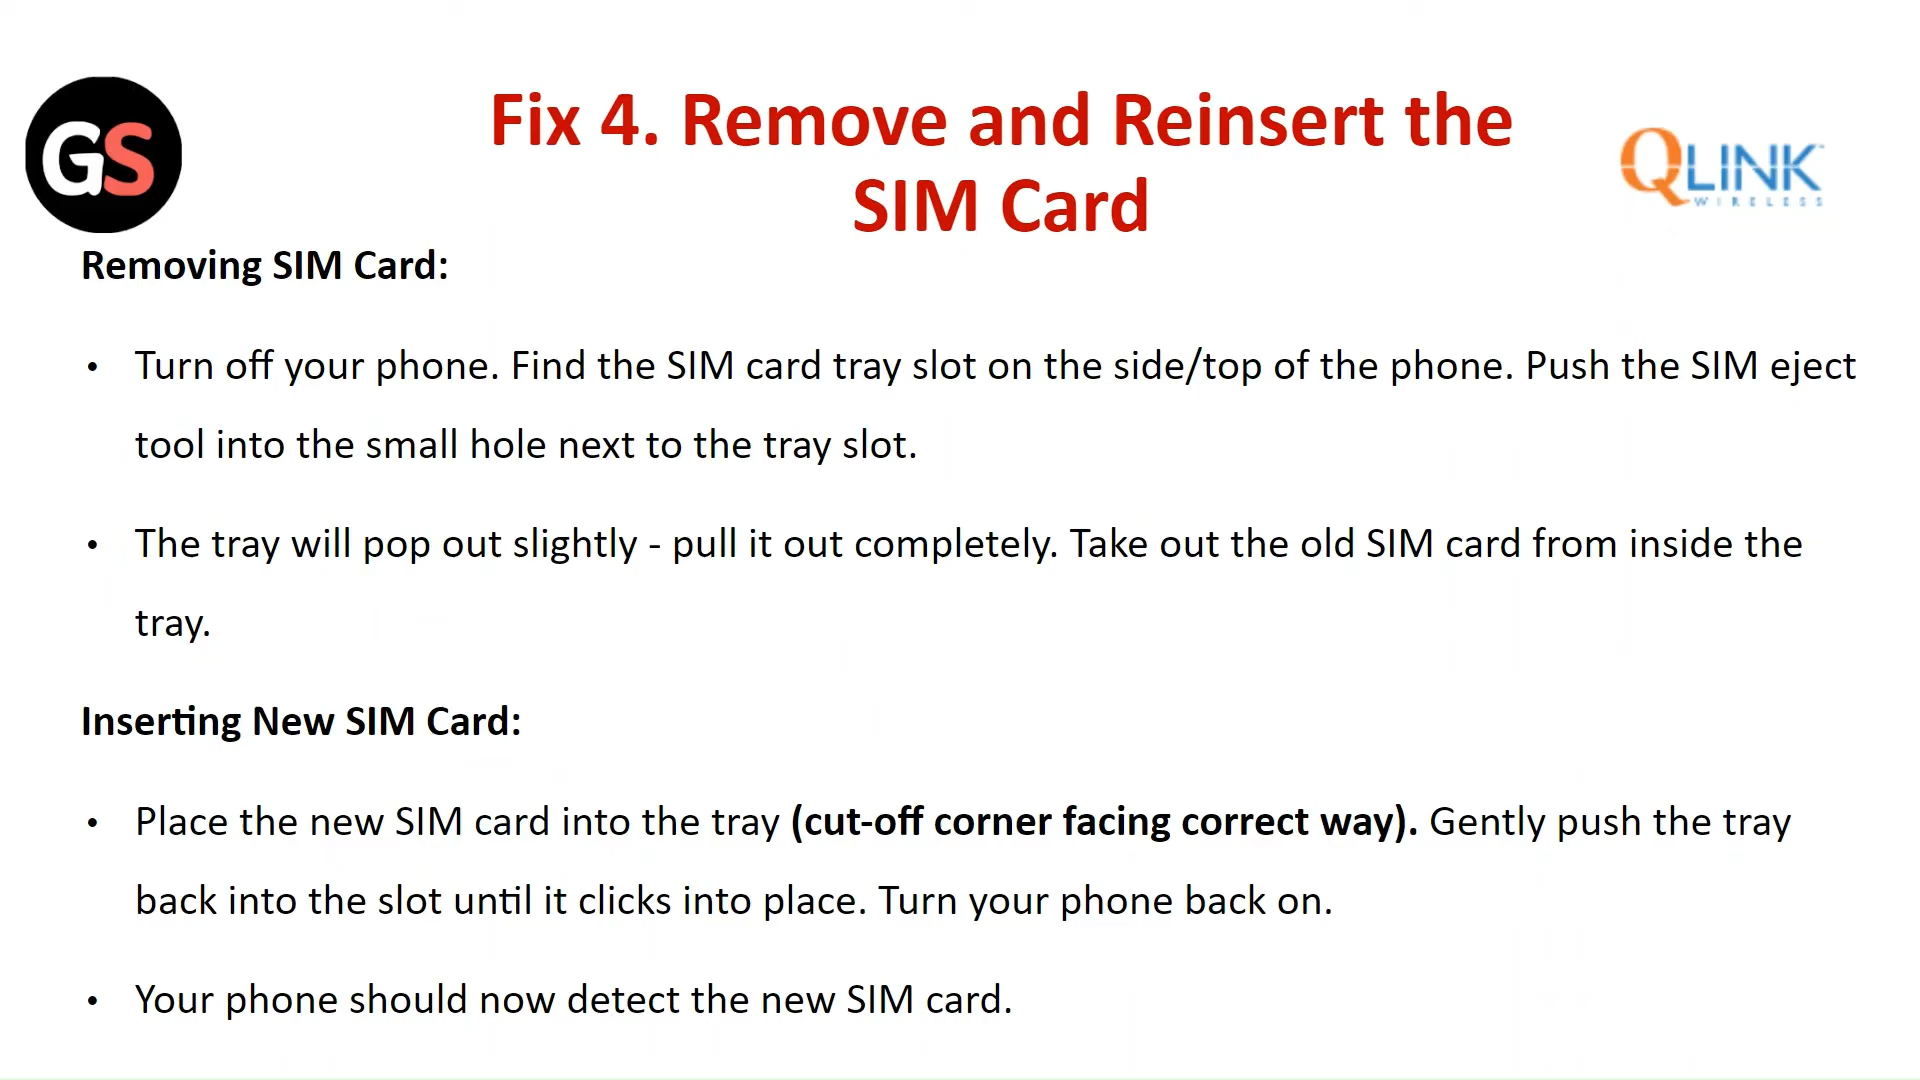 GS
Fix 4. Remove and Reinsert the
SIM Card
QLINK
WIRELESS
Removing SIM Card:
• Turn off your phone. Find the SIM card tray slot on the side/top of the phone. Push the SIM eject
tool into the small hole next to the tray slot.
• The tray will pop out slightly - pull it out completely. Take out the old SIM card from inside the
tray.
Inserting New SIM Card:
• Place the new SIM card into the tray (cut-off corner facing correct way). Gently push the tray
back into the slot until it clicks into place. Turn your phone back on.
• Your phone should now detect the new SIM card.